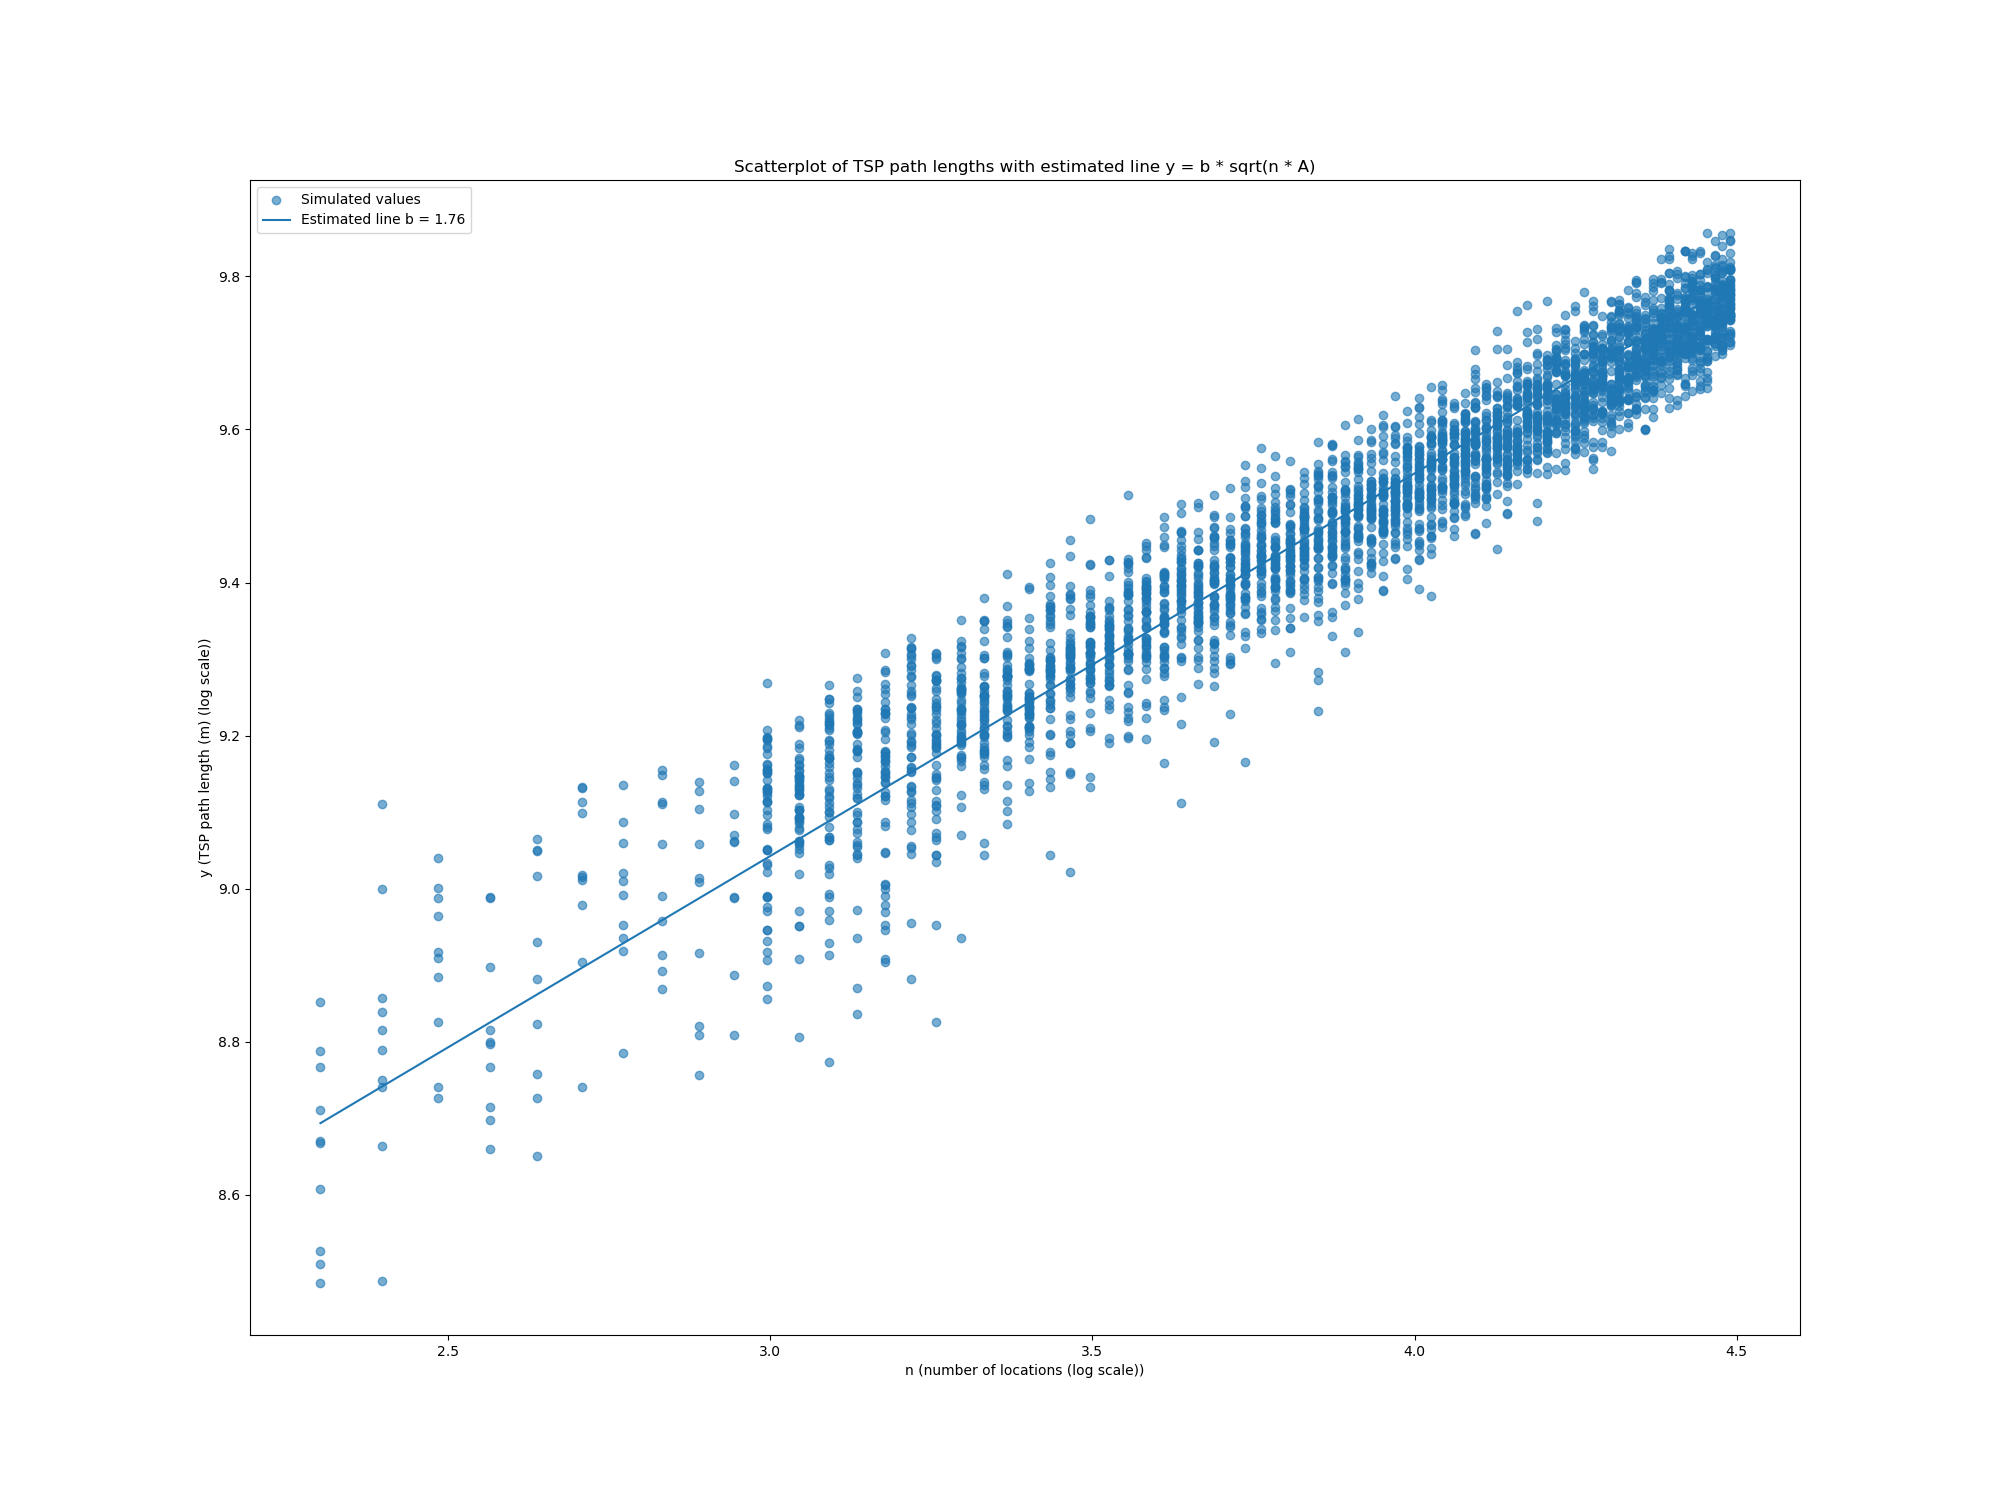 Scatterplot of TSP path lengths with estimated line y = b * sqrt(n * A)
Simulated values
Estimated line b = 1.76
y (TSP path length (m) (log scale))
9.8
9.6
9.4
9.2
9.0
8.8
8.6
2.5 3.0 3.5 4.0 4.5
n (number of locations (log scale))